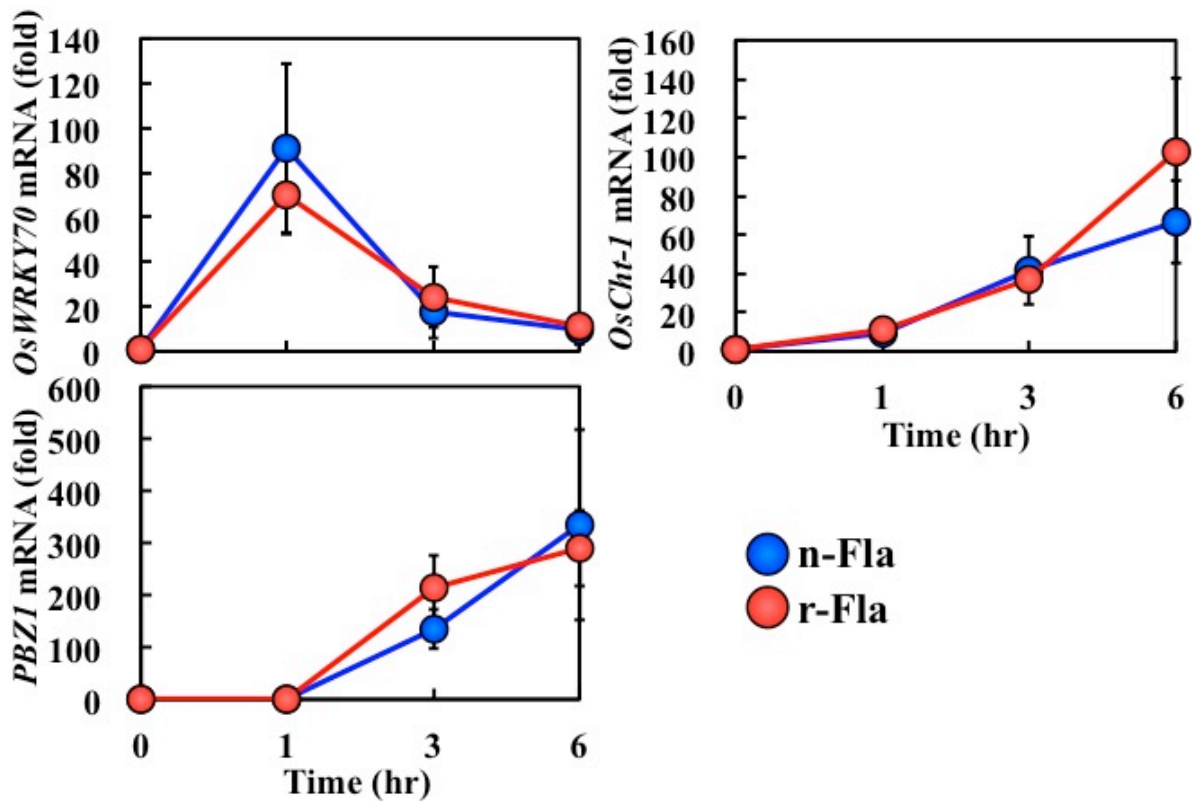 OsWRKY70 mRNA (fold)
140
120
100
80
60
40
20
0
OsCht-1 mRNA (fold)
160
140
120
100
80
60
40
20
0
0 1 3 6
Time (hr)
PBZ1 mRNA (fold)
600
500
400
300
200
100
0
0 1 3 6
Time (hr)
n-Fla
r-Fla